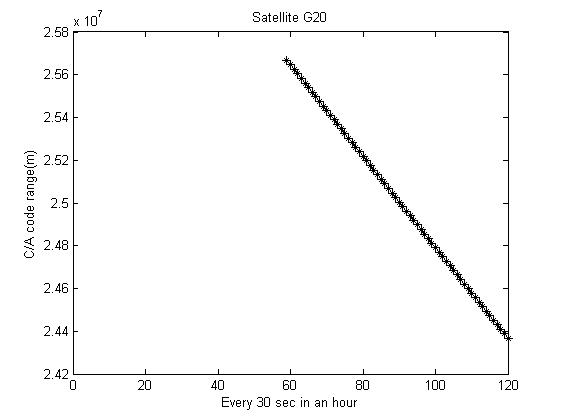 Satellite G20
x 10^7
2.58
2.56
2.54
2.52
2.5
2.48
2.46
2.44
2.42
C/A code range(m)
0 20 40 60 80 100 120
Every 30 sec in an hour